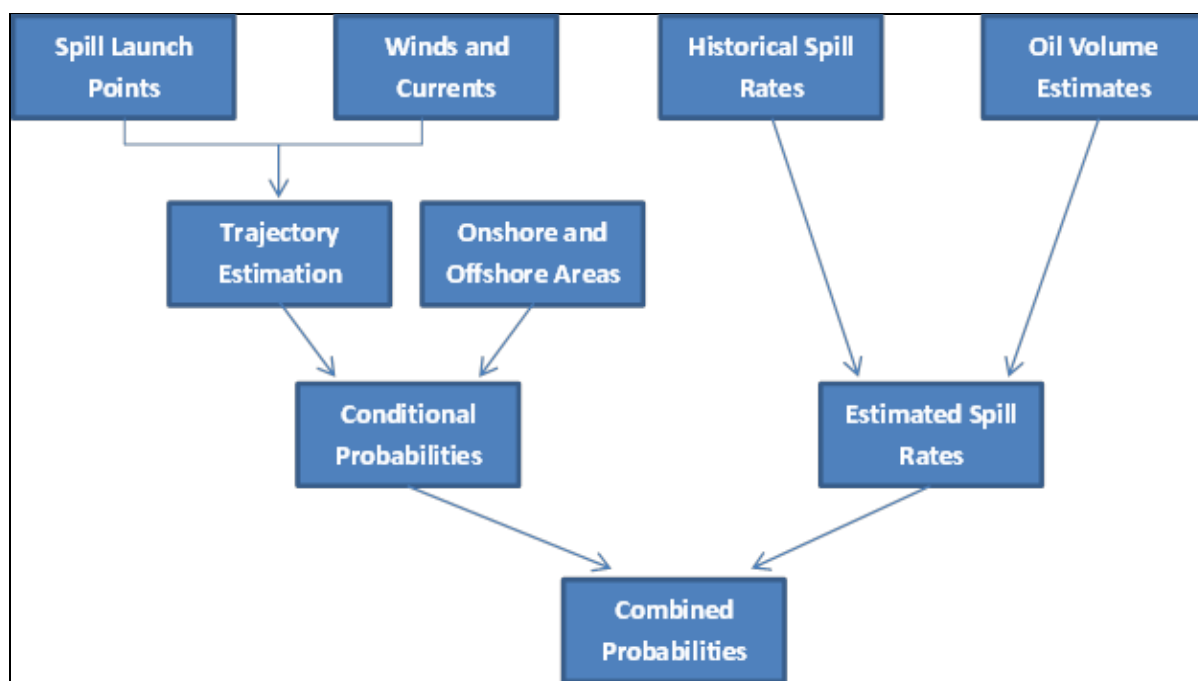 Spill Launch
Points
Winds and
Currents
Historical Spill
Rates
Oil Volume
Estimates
Trajectory
Estimation
Onshore and
Offshore Areas
Conditional
Probabilities
Estimated Spill
Rates
Combined
Probabilities